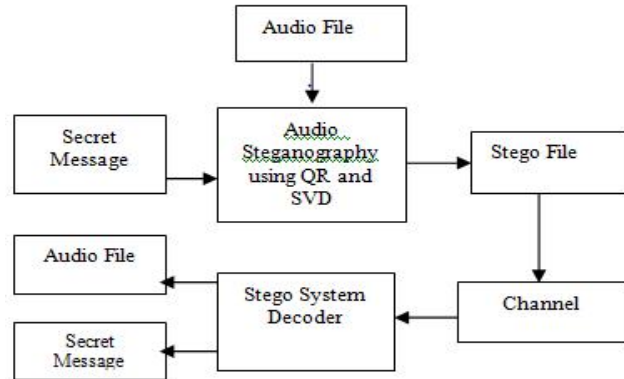 Audio File
Secret
Message
Audio
Steganography
using QR and
SVD
Stego File
Audio File
Stego System
Decoder
Channel
Secret
Message